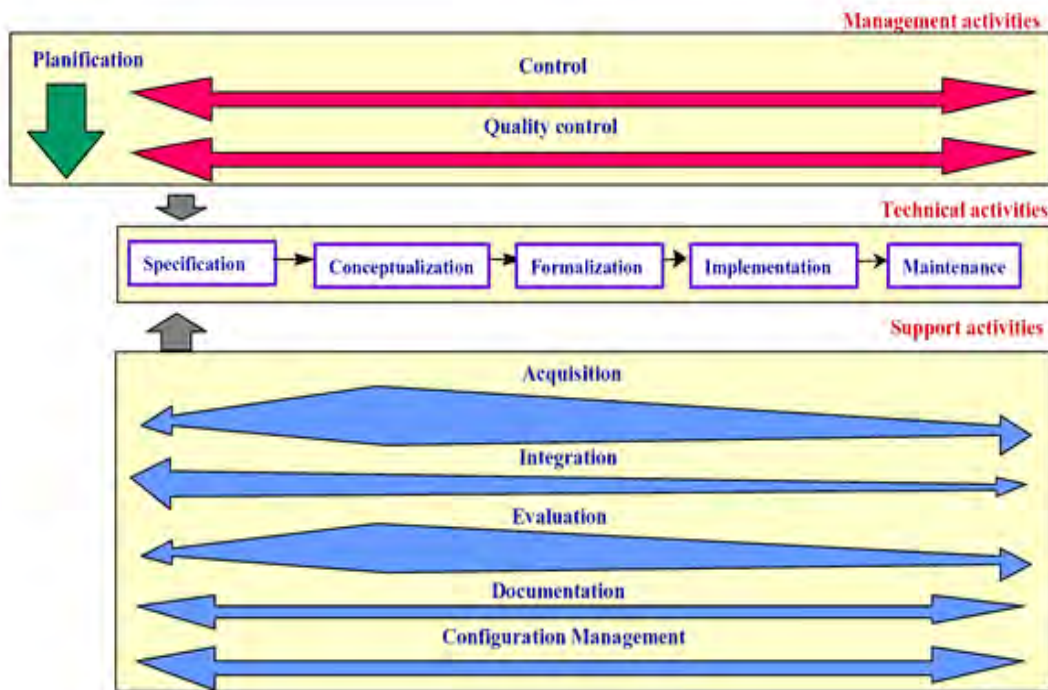 Management activities
Planification
Control
Quality control
Technical activities
Specification
Conceptualization
Formalization
Implementation
Maintenance
Support activities
Acquisition
Integration
Evaluation
Documentation
Configuration Management